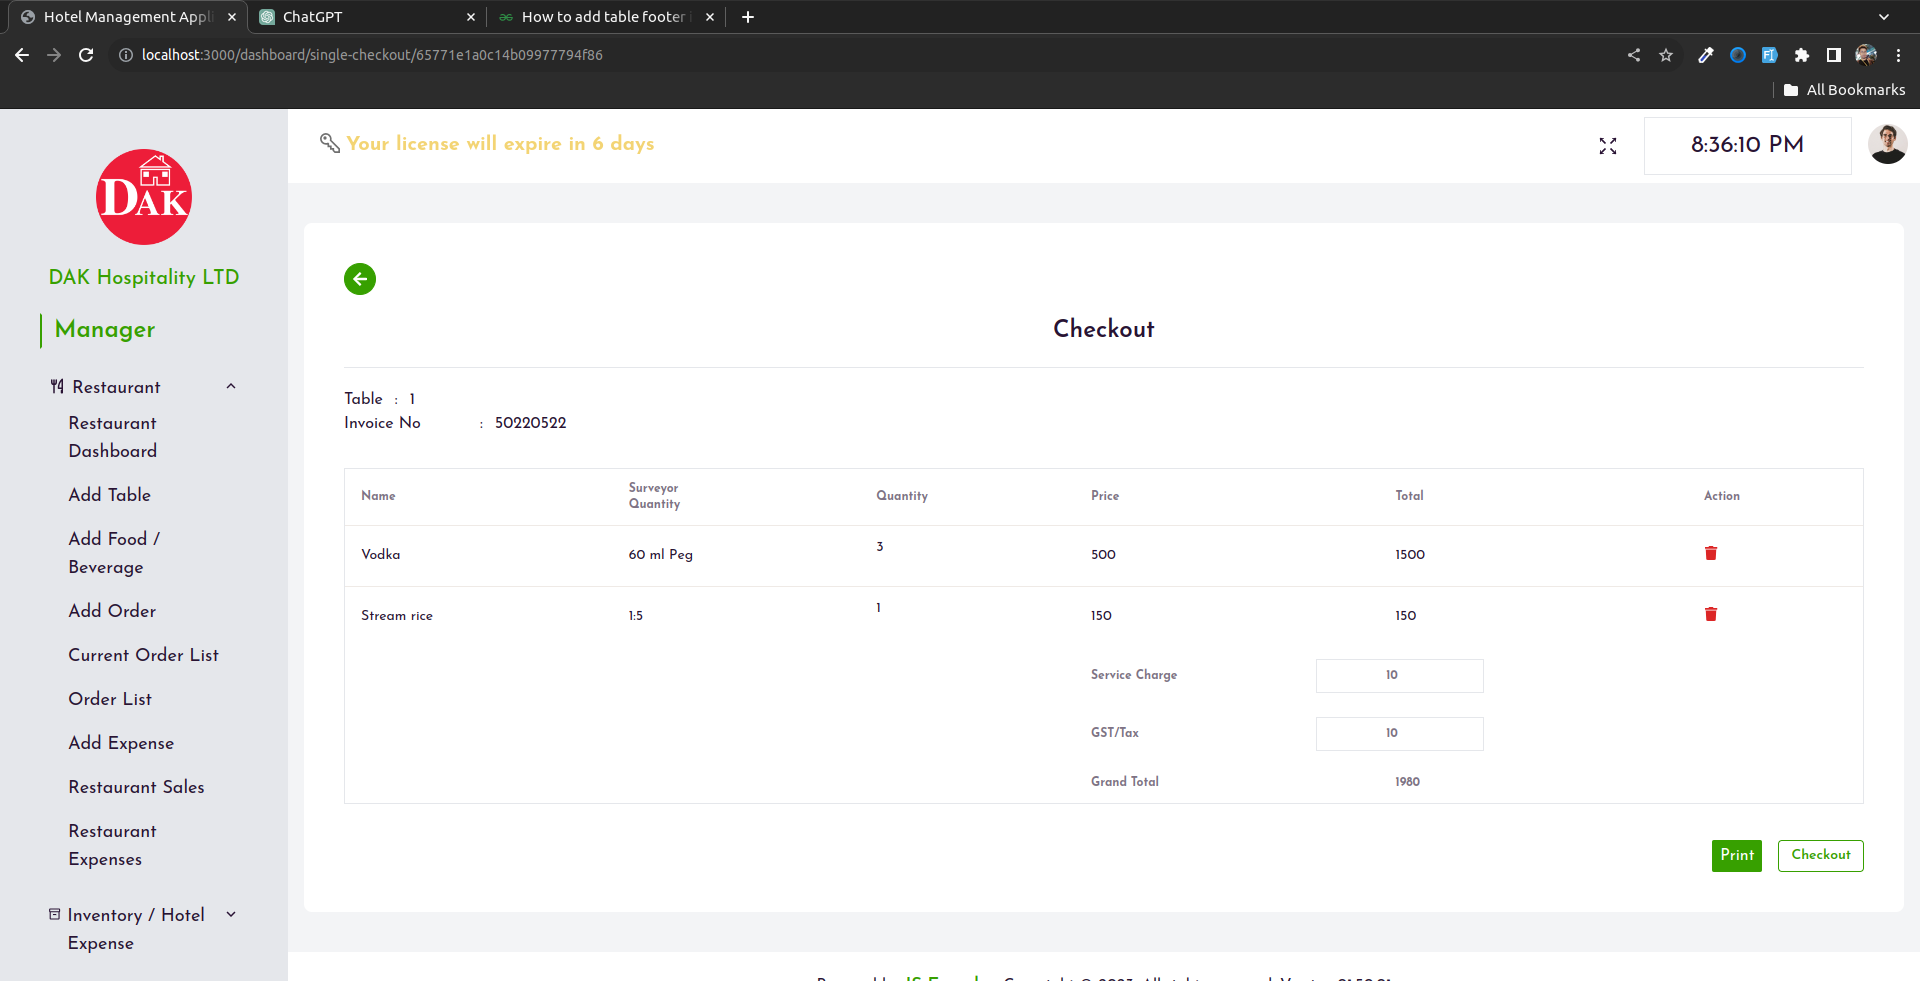 Hotel Management Appl
ChatGPT
How to add table footer i
localhost:3000/dashboard/single-checkout/65771e1a0c14b09977794f86
All Bookmarks
DAK
DAK Hospitality LTD
Manager
Restaurant
Restaurant
Dashboard
Add Table
Add Food /
Beverage
Add Order
Current Order List
Order List
Add Expense
Restaurant Sales
Restaurant
Expenses
Inventory / Hotel
Expense
Your license will expire in 6 days
8:36:10 PM
Checkout
Table : 1
Invoice No : 50220522
Name Surveyor Quantity Quantity Price Total Action
Vodka 60 ml Peg 3 500 1500
Stream rice 1:5 1 150 150
Service Charge 10
GST/Tax 10
Grand Total 1980
Print Checkout